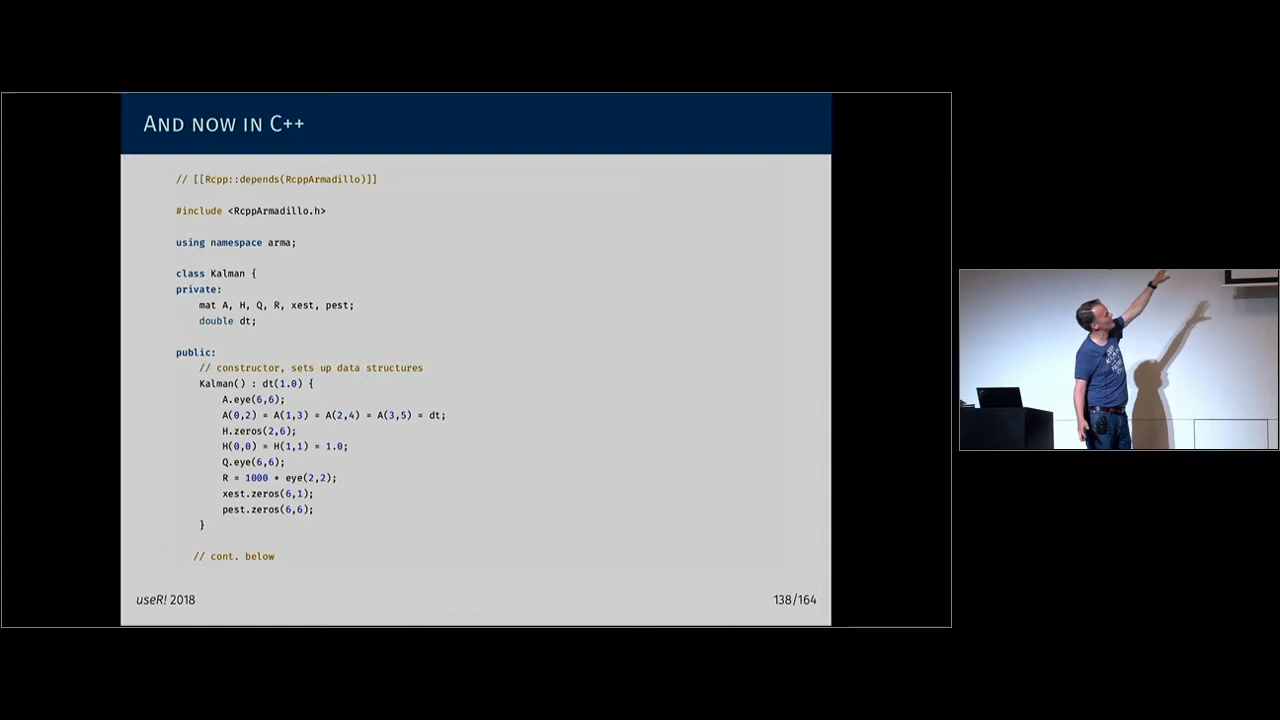 AND NOW IN C++
// [[Rcpp::depends(RcppArmadillo)]]
#include <RcppArmadillo.h>
using namespace arma;
class Kalman {
private:
mat A, H, Q, R, xest, pest;
double dt;
public:
// constructor, sets up data structures
Kalman() : dt(1.0) {
A.eye(6,6);
A(0,2) = A(1,3) = A(2,4) = A(3,5) = dt;
H.zeros(2,6);
H(0,0) = H(1,1) = 1.0;
Q.eye(6,6);
R = 1000 * eye(2,2);
xest.zeros(6,1);
pest.zeros(6,6);
}
// cont. below
useR! 2018
138/164